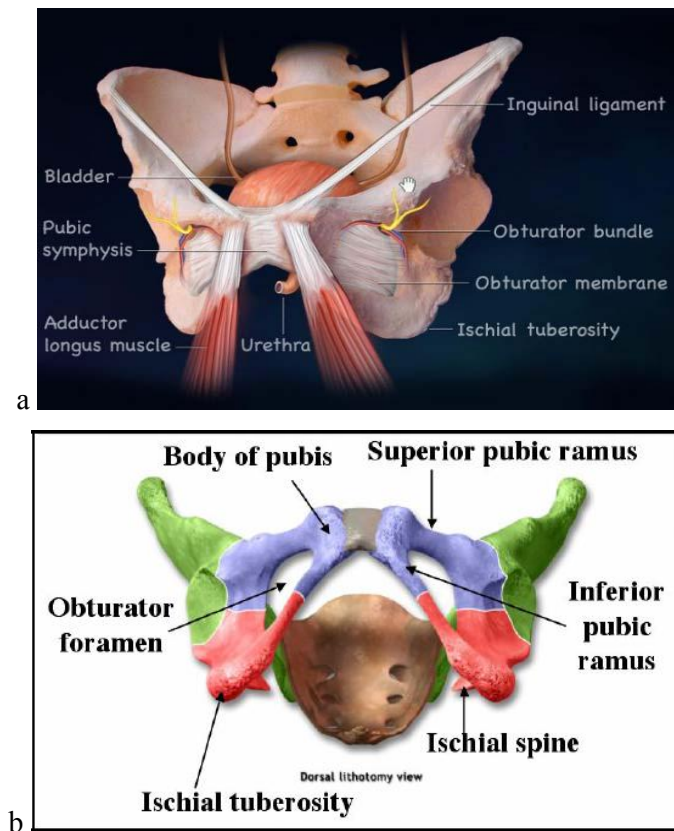 Inguinal ligament
Bladder
Pubic
symphysis
Obturator bundle
Obturator membrane
Adductor
longus muscle
Urethra
Ischial tuberosity
a
Body of pubis
Superior pubic ramus
Obturator
foramen
Inferior
pubic
ramus
Ischial spine
Dorsal lithotomy view
Ischial tuberosity
b